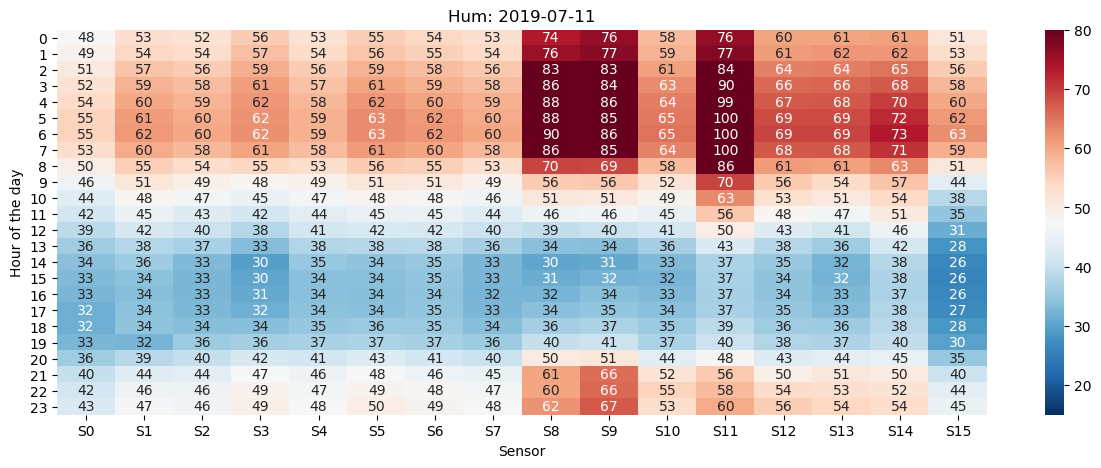 Hum: 2019-07-11
0 48 53 52 56 53 55 54 53 74 76 58 76 60 61 61 51
1 49 54 54 57 54 56 55 54 76 77 59 77 61 62 62 53
2 51 57 56 59 56 59 58 56 83 83 61 84 64 64 65 56
3 52 59 58 61 57 61 59 58 86 84 63 90 66 66 68 58
4 54 60 59 62 58 62 60 59 88 86 64 99 67 68 70 60
5 55 61 60 62 59 63 62 60 88 85 65 100 69 69 72 62
6 55 62 60 62 59 63 62 60 90 86 65 100 69 69 73 63
7 53 60 58 61 58 61 60 58 86 85 64 100 68 68 71 59
8 50 55 54 55 53 56 55 53 70 69 58 86 61 61 63 51
9 46 51 49 48 49 51 51 49 56 56 52 70 56 54 57 44
10 44 48 47 45 47 48 48 46 51 51 49 63 53 51 54 38
11 42 45 43 42 44 45 45 44 46 46 45 56 48 47 51 35
12 39 42 40 38 41 42 42 40 39 40 41 50 43 41 46 31
13 36 38 37 33 38 38 38 36 34 34 36 43 38 36 42 28
14 34 36 33 30 35 34 35 33 30 31 33 37 35 32 38 26
15 33 34 33 30 34 34 34 33 31 32 32 37 34 32 38 26
16 33 34 33 31 34 34 34 32 32 34 33 37 34 33 37 26
17 32 34 33 32 34 34 35 33 34 35 34 37 35 33 38 27
18 32 34 34 34 35 36 35 34 36 37 35 39 36 36 38 28
19 33 32 36 36 36 37 37 36 40 41 37 40 38 37 40 30
20 36 39 40 42 41 43 41 40 50 51 44 48 43 44 45 35
21 40 44 44 47 46 48 46 45 61 66 52 56 50 51 50 40
22 42 46 46 49 47 49 48 47 60 66 55 58 54 53 52 44
23 43 47 46 49 48 50 49 48 62 67 53 60 56 54 54 45
S0 S1 S2 S3 S4 S5 S6 S7 S8 S9 S10 S11 S12 S13 S14 S15
Sensor
Hour of the day
80
70
60
50
40
30
20